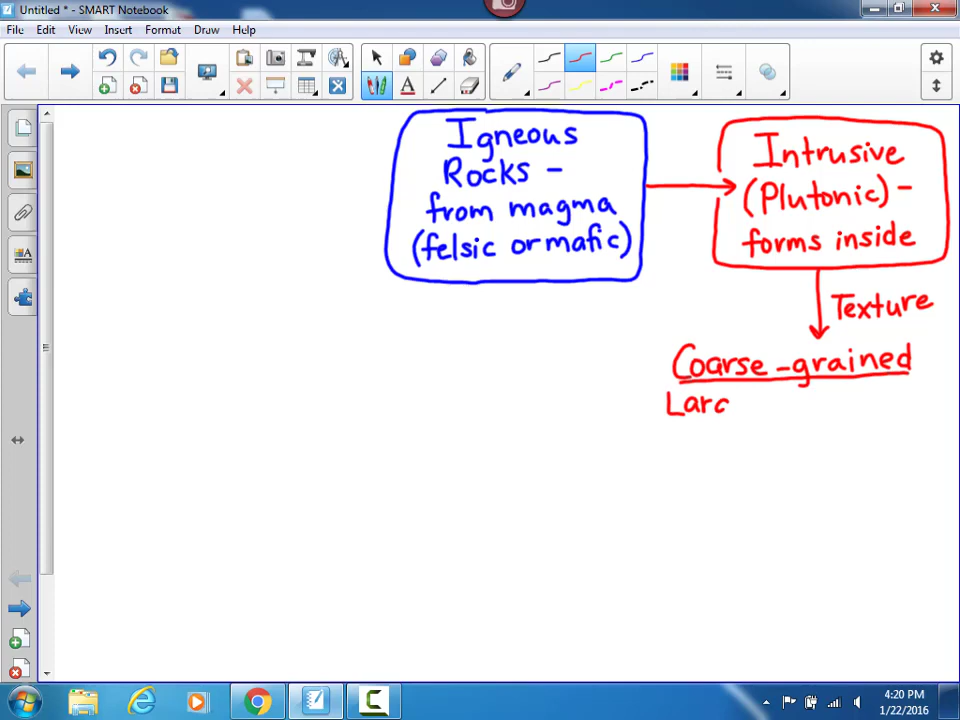 Untitled * - SMART Notebook
File Edit View Insert Format Draw Help
Igneous
Rocks -
from magma
(felsic or mafic)
Intrusive
(Plutonic) -
forms inside
Texture
Coarse-grained
Larc
4:20 PM
1/22/2016